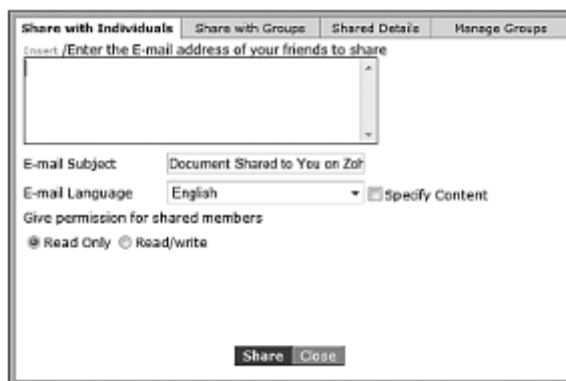 Share with Individuals Share with Groups Shared Details Manage Groups
Insert /Enter the E-mail address of your friends to share
E-mail Subject Document Shared to You on Zoh
E-mail Language English Specify Content
Give permission for shared members
Read Only Read/write
Share Close